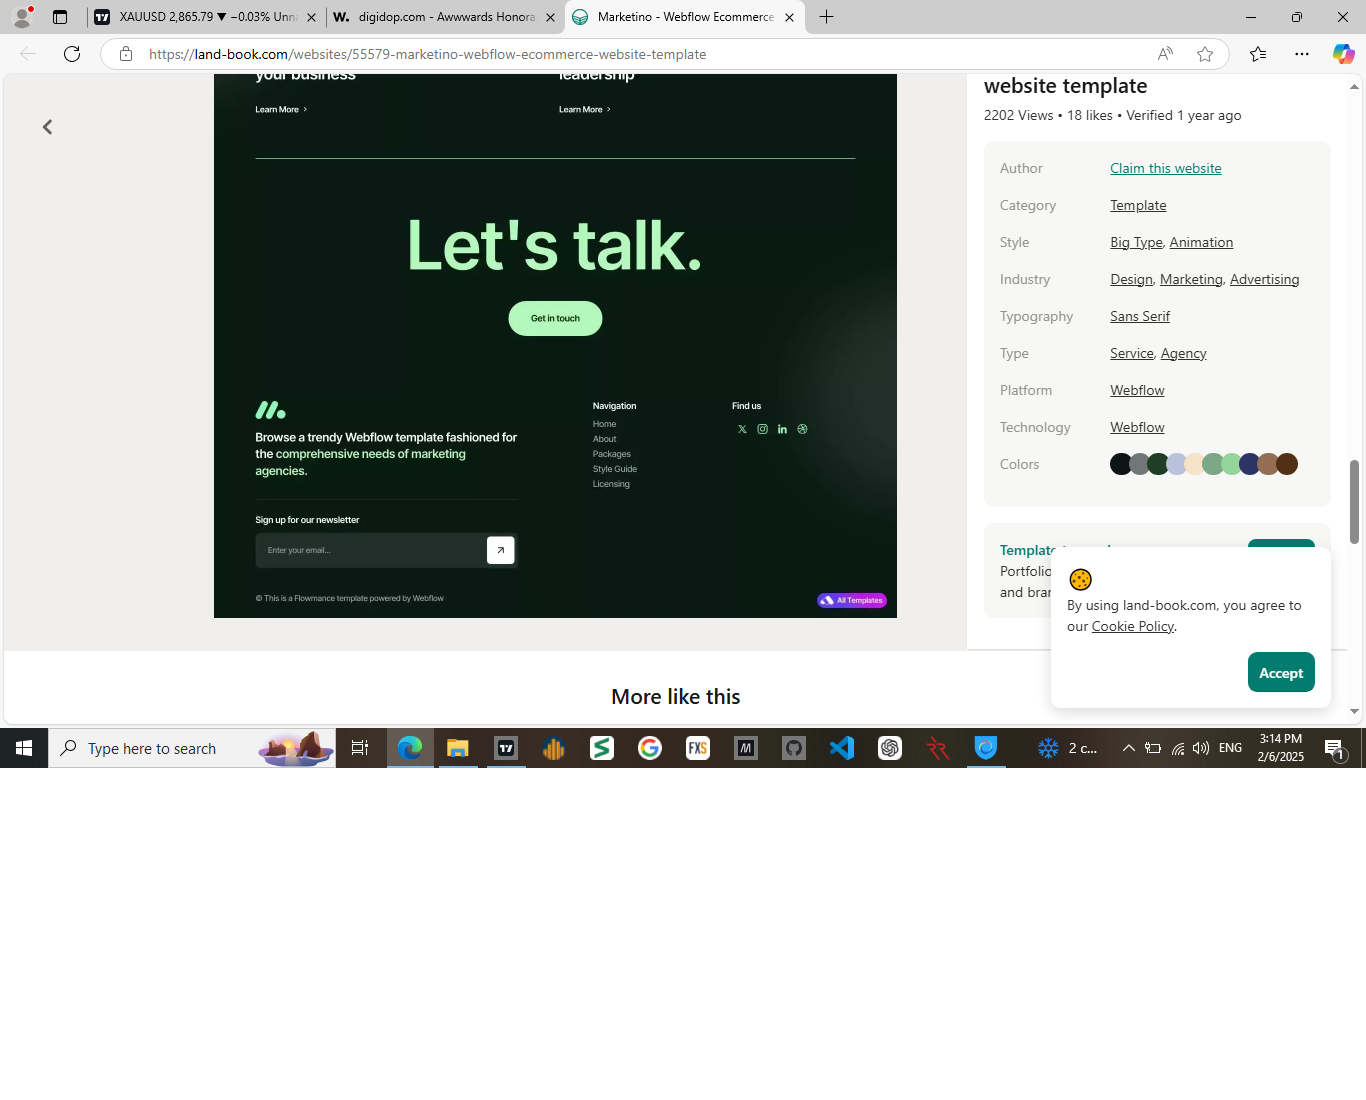 XAUUSD 2,865.79 ▼ −0.03% Unn
digidop.com - Awwwards Honora
Marketino - Webflow Ecommerce
https://land-book.com/websites/55579-marketino-webflow-ecommerce-website-template
your business
leadership
Learn More >
Learn More >
Let's talk.
Get in touch
Browse a trendy Webflow template fashioned for
the comprehensive needs of marketing
agencies.
Sign up for our newsletter
Enter your email...
© This is a Flowmance template powered by Webflow
Navigation
Home
About
Packages
Style Guide
Licensing
Find us
All Templates
website template
2202 Views • 18 likes • Verified 1 year ago
Author Claim this website
Category Template
Style Big Type, Animation
Industry Design, Marketing, Advertising
Typography Sans Serif
Type Service, Agency
Platform Webflow
Technology Webflow
Colors
Portfolio
and bran
By using land-book.com, you agree to
our Cookie Policy.
Accept
More like this
Type here to search
FXS
2 c...
ENG
3:14 PM
2/6/2025
1